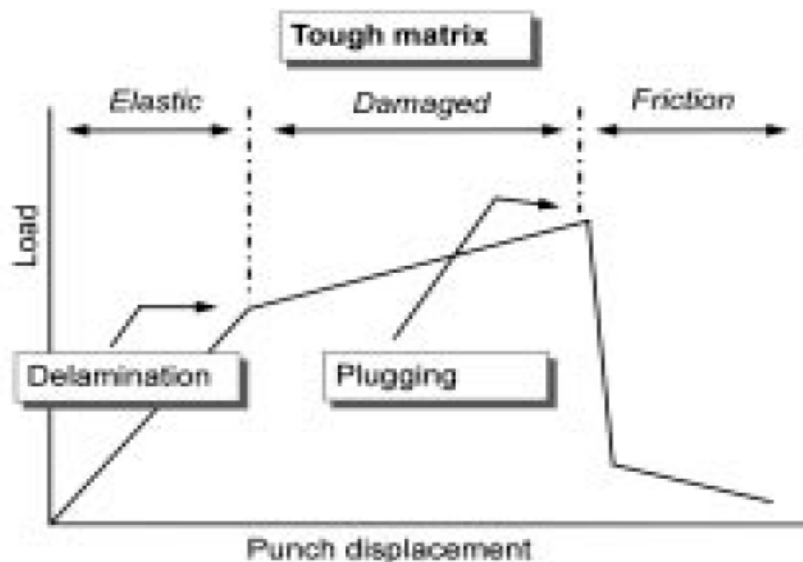 Tough matrix
Elastic
Damaged
Friction
Load
Delamination
Plugging
Punch displacement